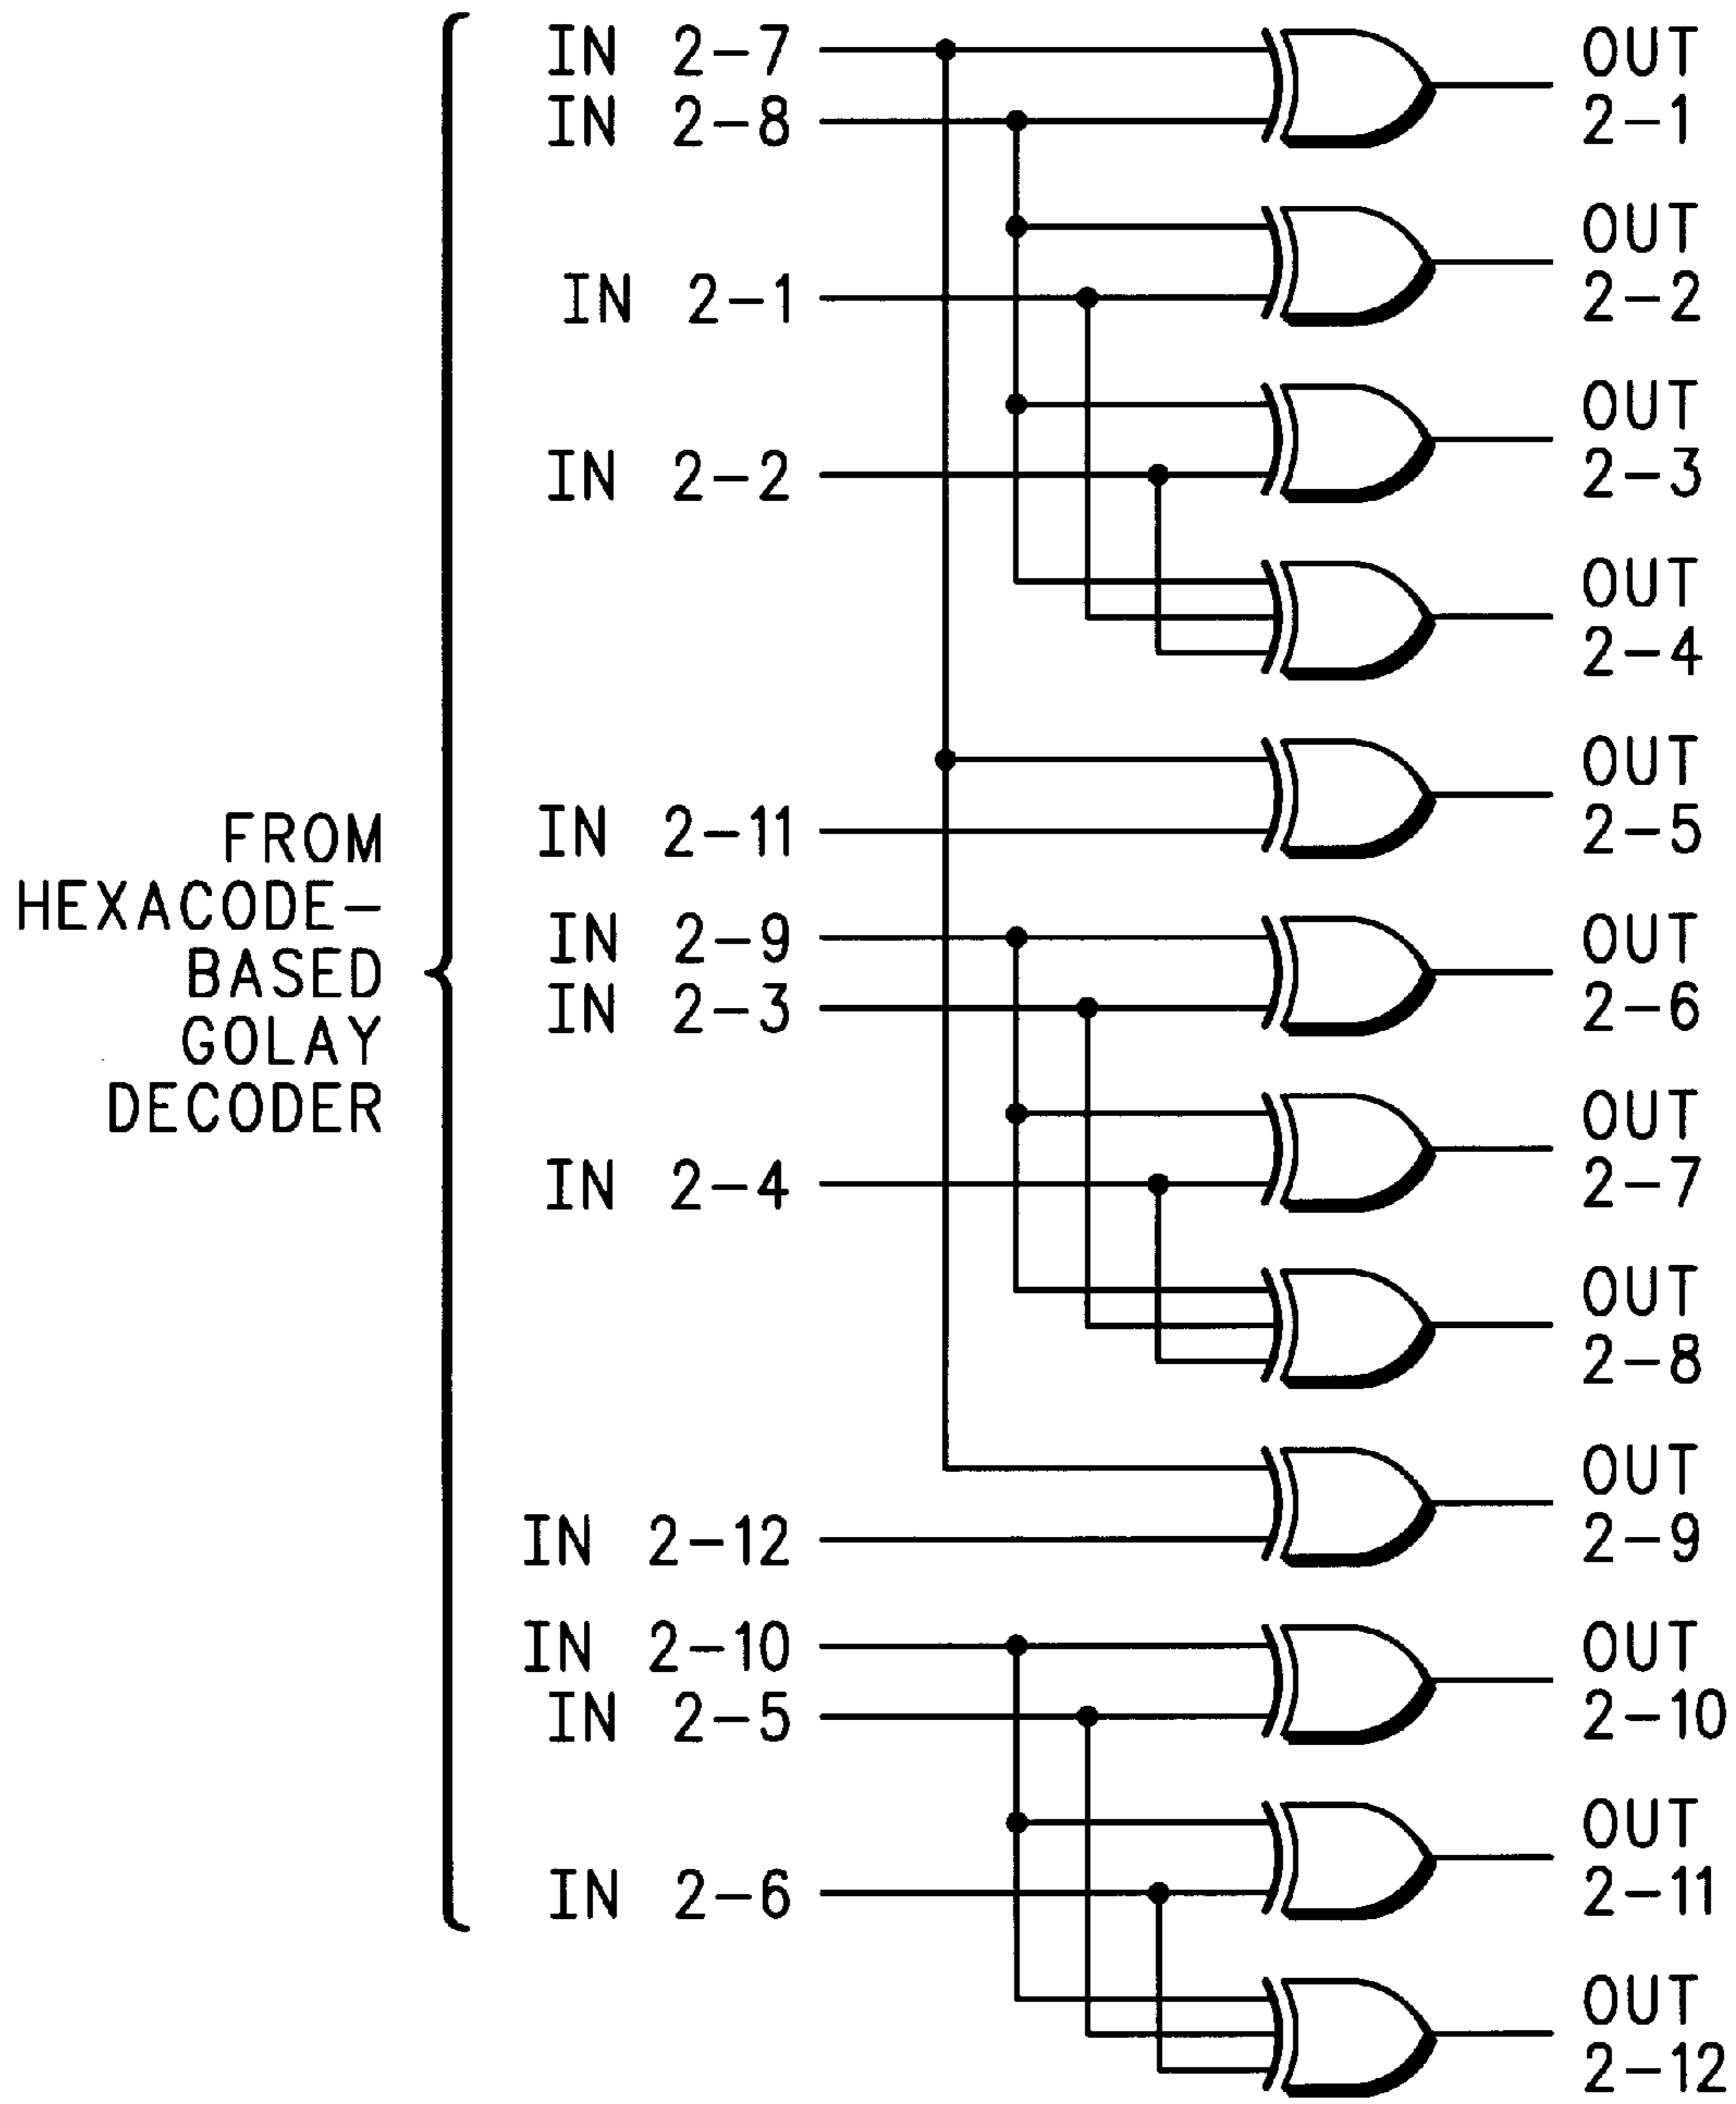 IN 2-7
IN 2-8
IN 2-1
IN 2-2
IN 2-11
IN 2-9
IN 2-3
IN 2-4
IN 2-12
IN 2-10
IN 2-5
IN 2-6
FROM
HEXACODE-
BASED
GOLAY
DECODER
OUT
2-1
OUT
2-2
OUT
2-3
OUT
2-4
OUT
2-5
OUT
2-6
OUT
2-7
OUT
2-8
OUT
2-9
OUT
2-10
OUT
2-11
OUT
2-12